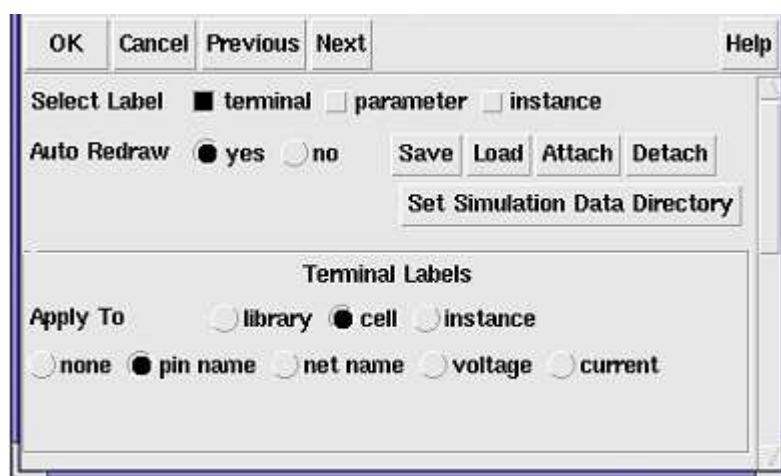 OK Cancel Previous Next Help
Select Label terminal parameter instance
Auto Redraw yes no Save Load Attach Detach
Set Simulation Data Directory
Terminal Labels
Apply To library cell instance
none pin name net name voltage current